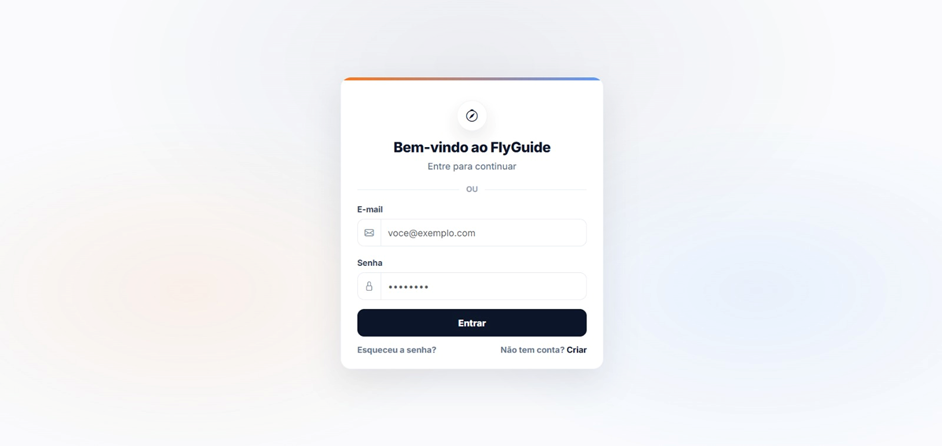 Bem-vindo ao FlyGuide
Entre para continuar
OU
E-mail
voce@exemplo.com
Senha
••••••••
Entrar
Esqueceu a senha? Não tem conta? Criar